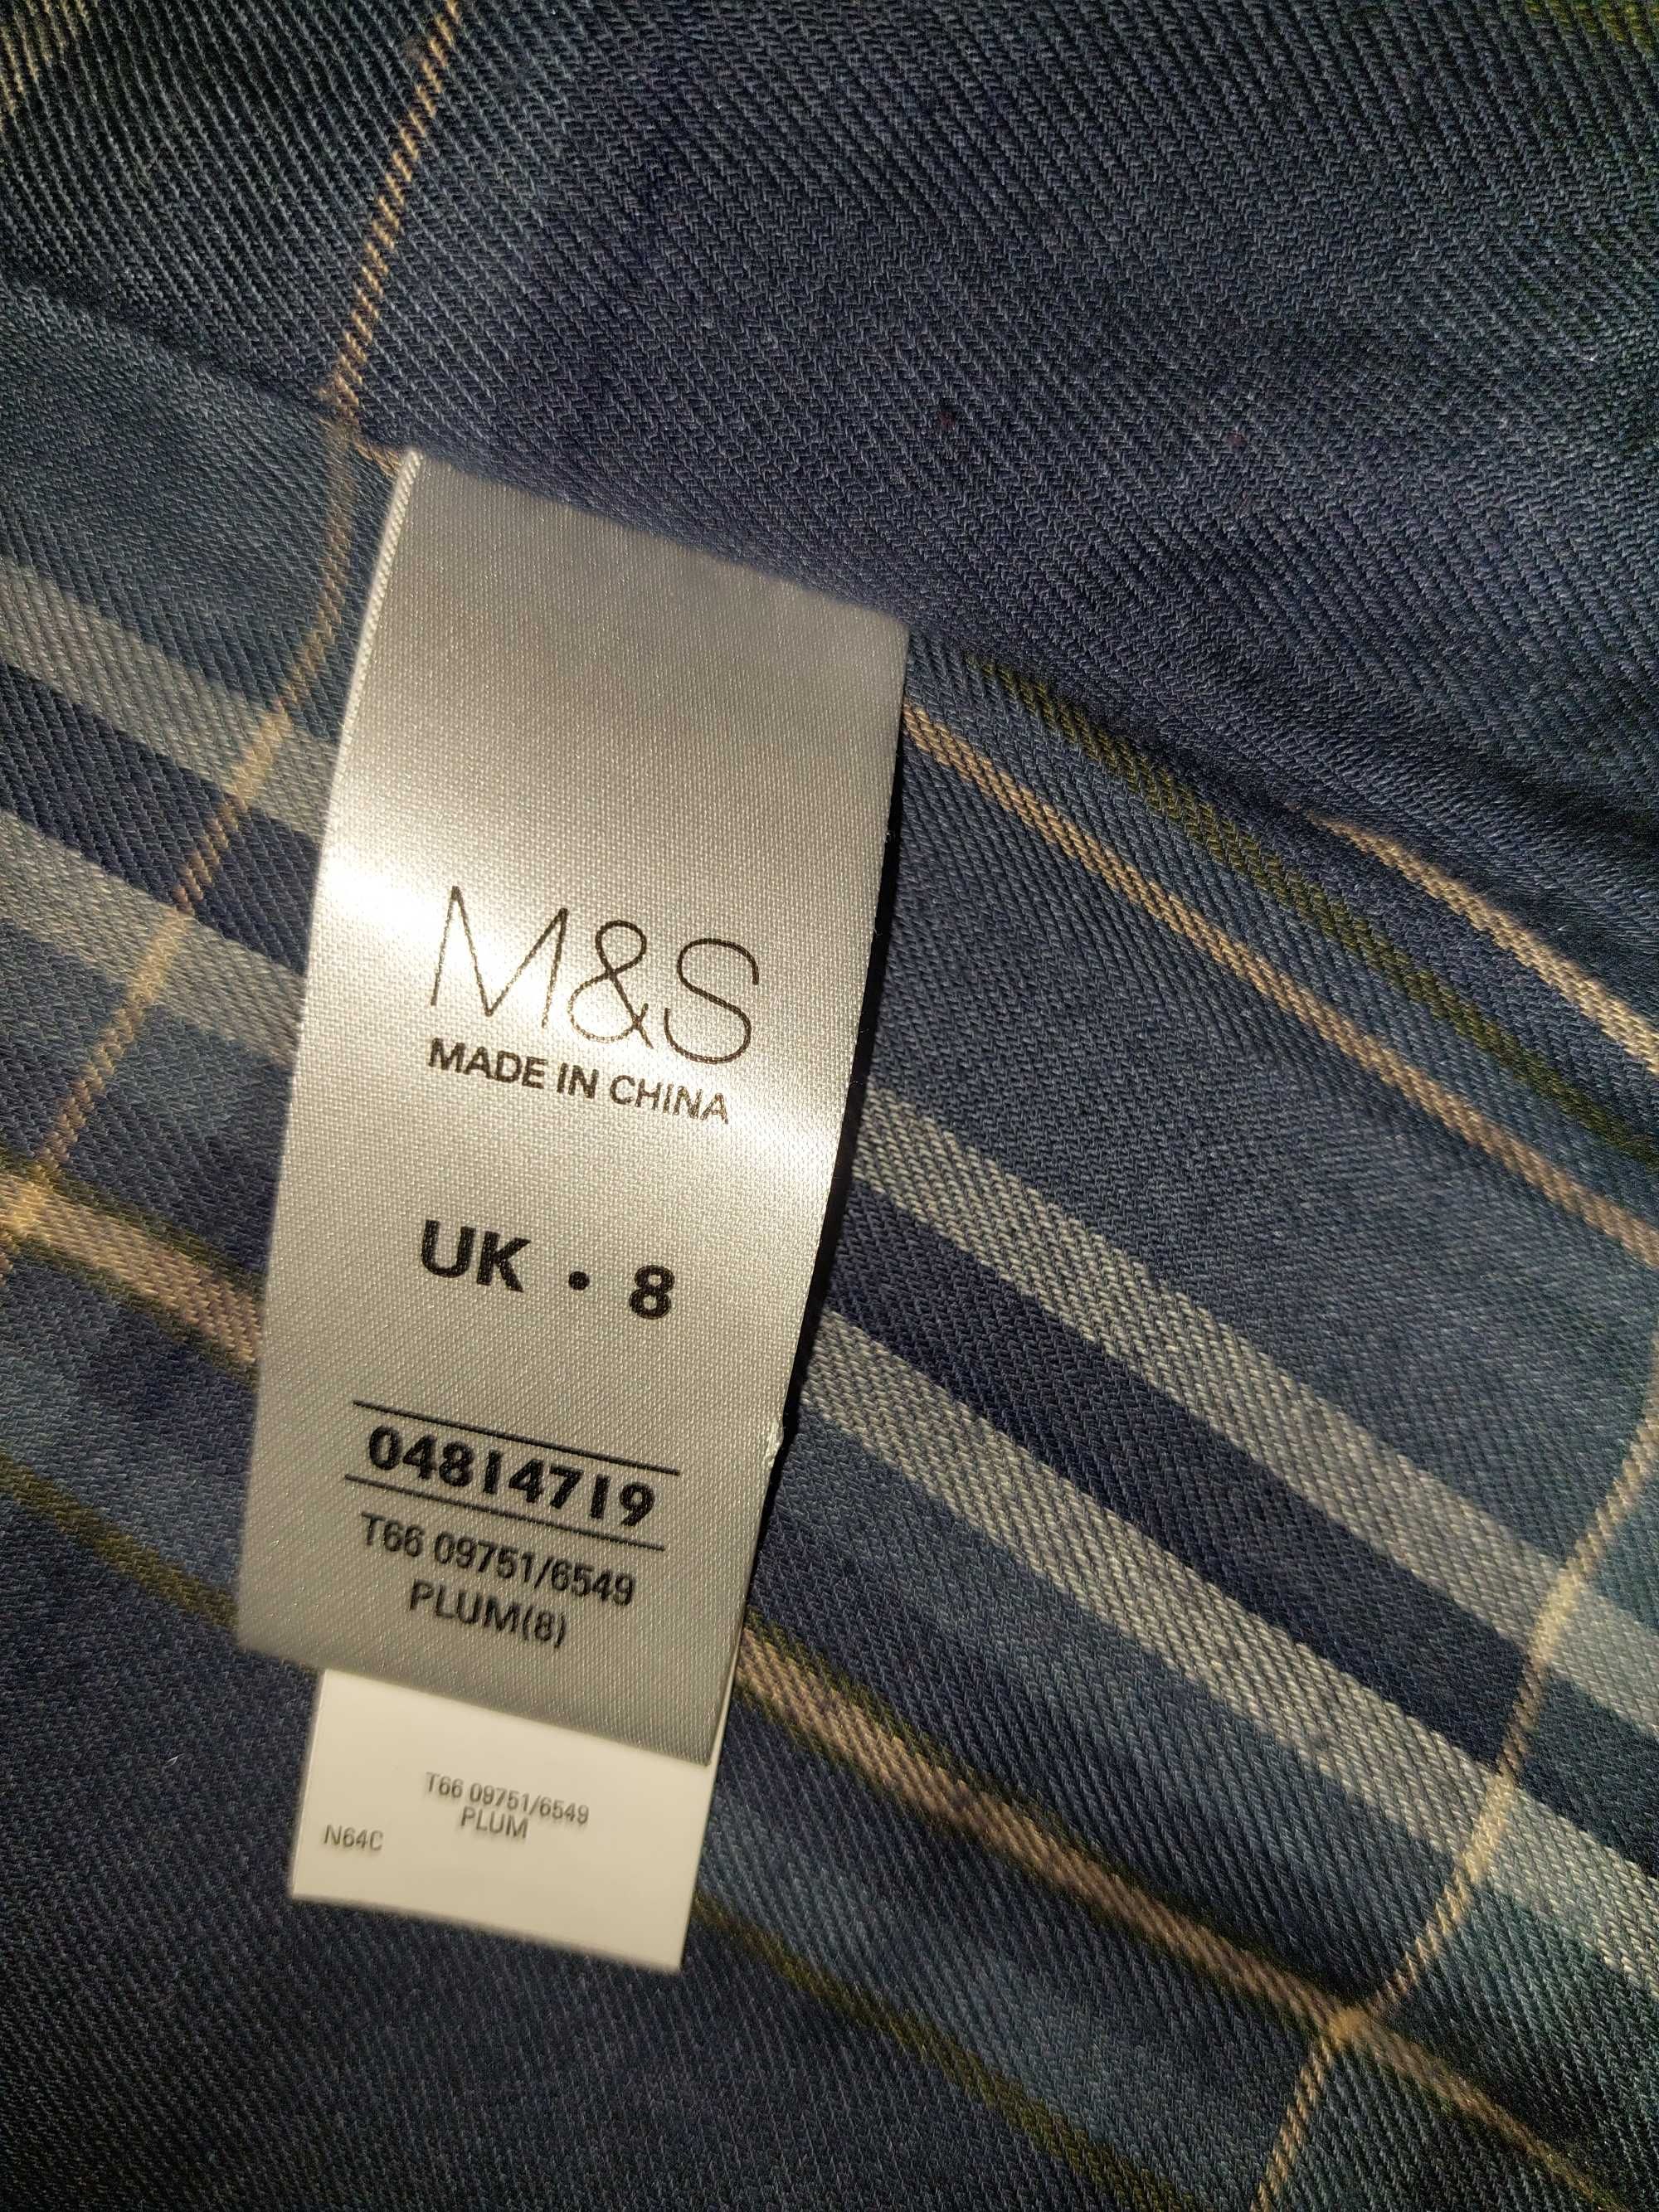 M&S
MADE IN CHINA
UK • 8
04814719
T66 09751/6549
PLUM(8)
T66 09751/6549
PLUM
N64C